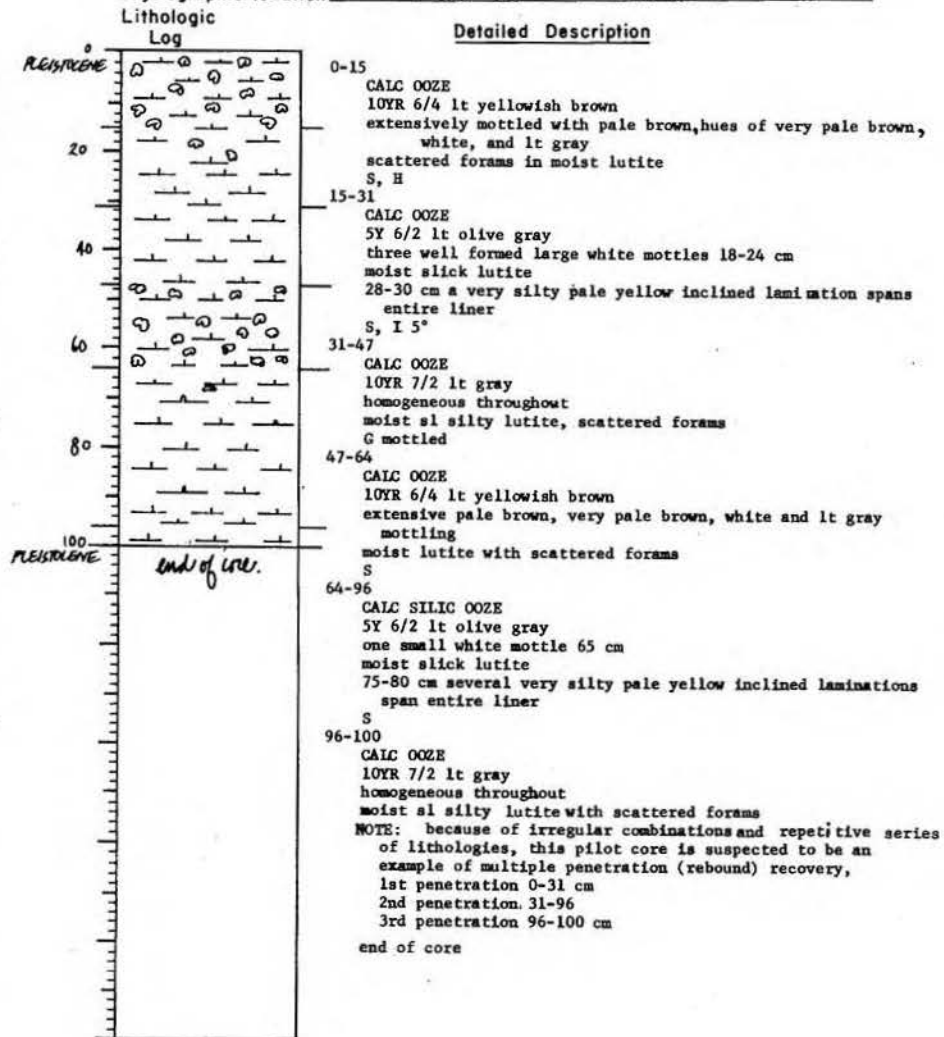 Lithologic
Log
Detailed Description
0
PLEISTOCENE
20
40
60
80
100
PLEISTOCENE
end of core.
0-15
CALC OOZE
10YR 6/4 lt yellowish brown
extensively mottled with pale brown,hues of very pale brown,
white, and lt gray
scattered forams in moist lutite
S, H
15-31
CALC OOZE
5Y 6/2 lt olive gray
three well formed large white mottles 18-24 cm
moist slick lutite
28-30 cm a very silty pale yellow inclined lamination spans
entire liner
S, I 5°
31-47
CALC OOZE
10YR 7/2 lt gray
homogeneous throughout
moist sl silty lutite, scattered forams
G mottled
47-64
CALC OOZE
10YR 6/4 lt yellowish brown
extensive pale brown, very pale brown, white and lt gray
mottling
moist lutite with scattered forams
S
64-96
CALC SILIC OOZE
5Y 6/2 lt olive gray
one small white mottle 65 cm
moist slick lutite
75-80 cm several very silty pale yellow inclined laminations
span entire liner
S
96-100
CALC OOZE
10YR 7/2 lt gray
homogeneous throughout
moist sl silty lutite with scattered forams
NOTE: because of irregular combinations and repetitive series
of lithologies, this pilot core is suspected to be an
example of multiple penetration (rebound) recovery,
1st penetration 0-31 cm
2nd penetration 31-96
3rd penetration 96-100 cm
end of core